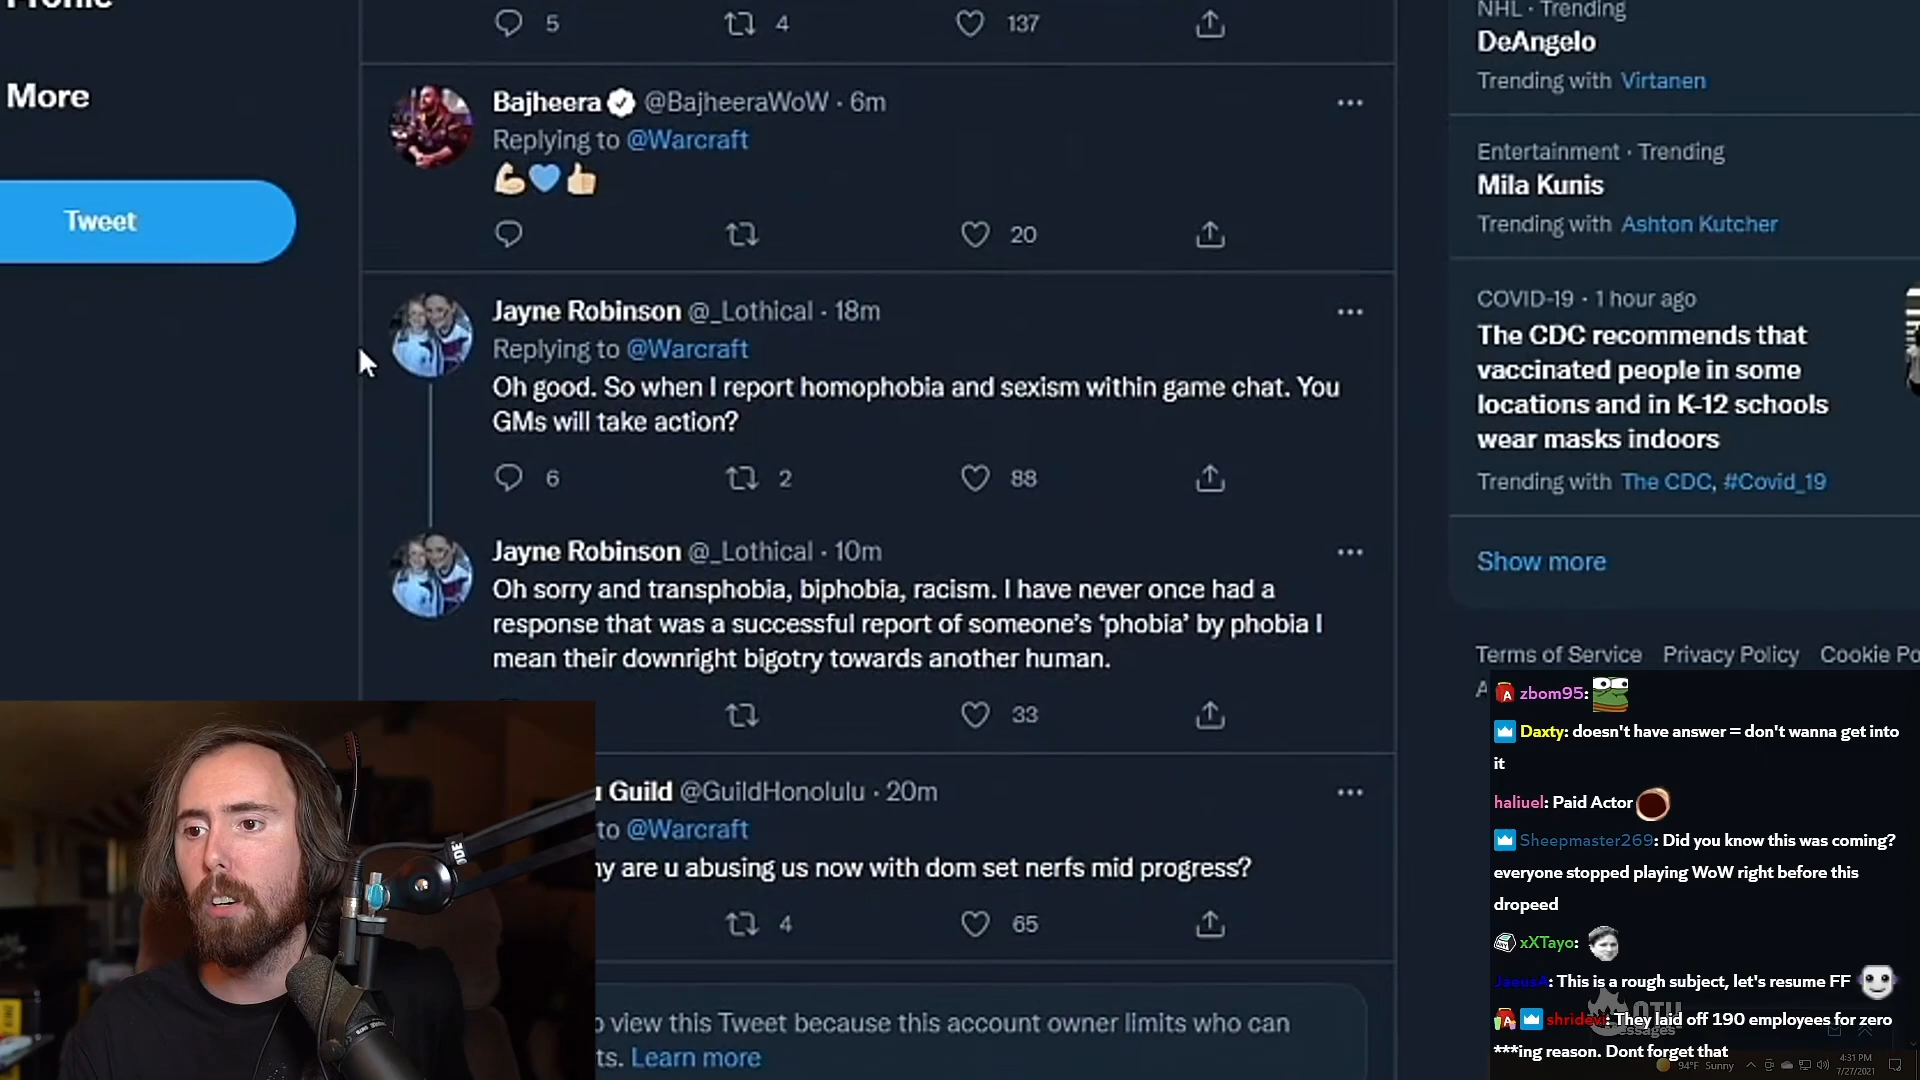 More
Tweet
5 4 137
Bajheera @BajheeraWoW · 6m
Replying to @Warcraft
💪🏻💙👍🏻
20
Jayne Robinson @_Lothical · 18m
Replying to @Warcraft
Oh good. So when I report homophobia and sexism within game chat. You
GMs will take action?
6 2 88
Jayne Robinson @_Lothical · 10m
Oh sorry and transphobia, biphobia, racism. I have never once had a
response that was a successful report of someone's 'phobia' by phobia I
mean their downright bigotry towards another human.
33
Guild @GuildHonolulu · 20m
to @Warcraft
are u abusing us now with dom set nerfs mid progress?
4 65
view this Tweet because this account owner limits who can
ts. Learn more
NHL · Trending
DeAngelo
Trending with Virtanen
Entertainment · Trending
Mila Kunis
Trending with Ashton Kutcher
COVID-19 · 1 hour ago
The CDC recommends that
vaccinated people in some
locations and in K-12 schools
wear masks indoors
Trending with The CDC, #Covid_19
Show more
Terms of Service Privacy Policy Cookie Po
zbom95:
Daxty: doesn't have answer = don't wanna get into
it
haliuel: Paid Actor
Sheepmaster269: Did you know this was coming?
everyone stopped playing WoW right before this
dropeed
xXTayo:
JaeusA: This is a rough subject, let's resume FF
shridevi: They laid off 190 employees for zero
***ing reason. Dont forget that
94°F Sunny
4:31 PM
7/27/2021